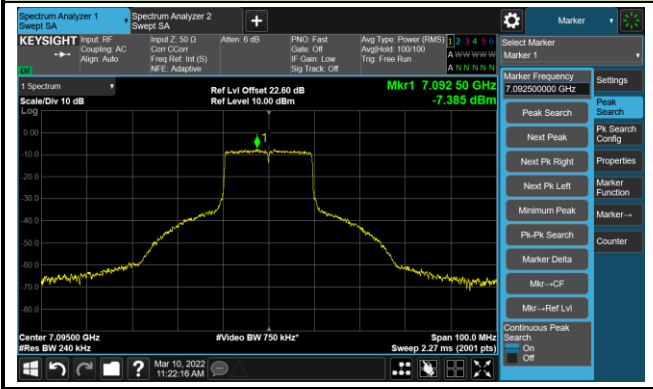 Spectrum Analyzer 1
Swept SA
Spectrum Analyzer 2
Swept SA
+
Marker
KEYSIGHT
Input: RF
Coupling: AC
Align: Auto
Input Z: 50 Ω
Corr CCorr
Freq Ref: Int (S)
NFE: Adaptive
Atten: 6 dB
PNO: Fast
Gate: Off
IF Gain: Low
Sig Track: Off
Avg Type: Power (RMS)
Avg|Hold: 100/100
Trig: Free Run
1 2 3 4 5 6
A W W W W W
A N N N N N
Select Marker
Marker 1
1 Spectrum
Scale/Div 10 dB
Log
Ref Lvl Offset 22.60 dB
Ref Level 10.00 dBm
Mkr1 7.092 50 GHz
-7.385 dBm
Marker Frequency
7.092500000 GHz
Settings
Peak Search
Peak
Search
Next Peak
Pk Search
Config
Next Pk Right
Properties
Next Pk Left
Marker
Function
Minimum Peak
Marker→
Pk-Pk Search
Counter
Marker Delta
Mkr→CF
Mkr→Ref Lvl
Continuous Peak
Search
On
Off
1
0.00
-10.0
-20.0
-30.0
-40.0
-50.0
-60.0
-70.0
-80.0
Center 7.09500 GHz
#Res BW 240 kHz
#Video BW 750 kHz*
Span 100.0 MHz
Sweep 2.27 ms (2001 pts)
?
Mar 10, 2022
11:22:16 AM